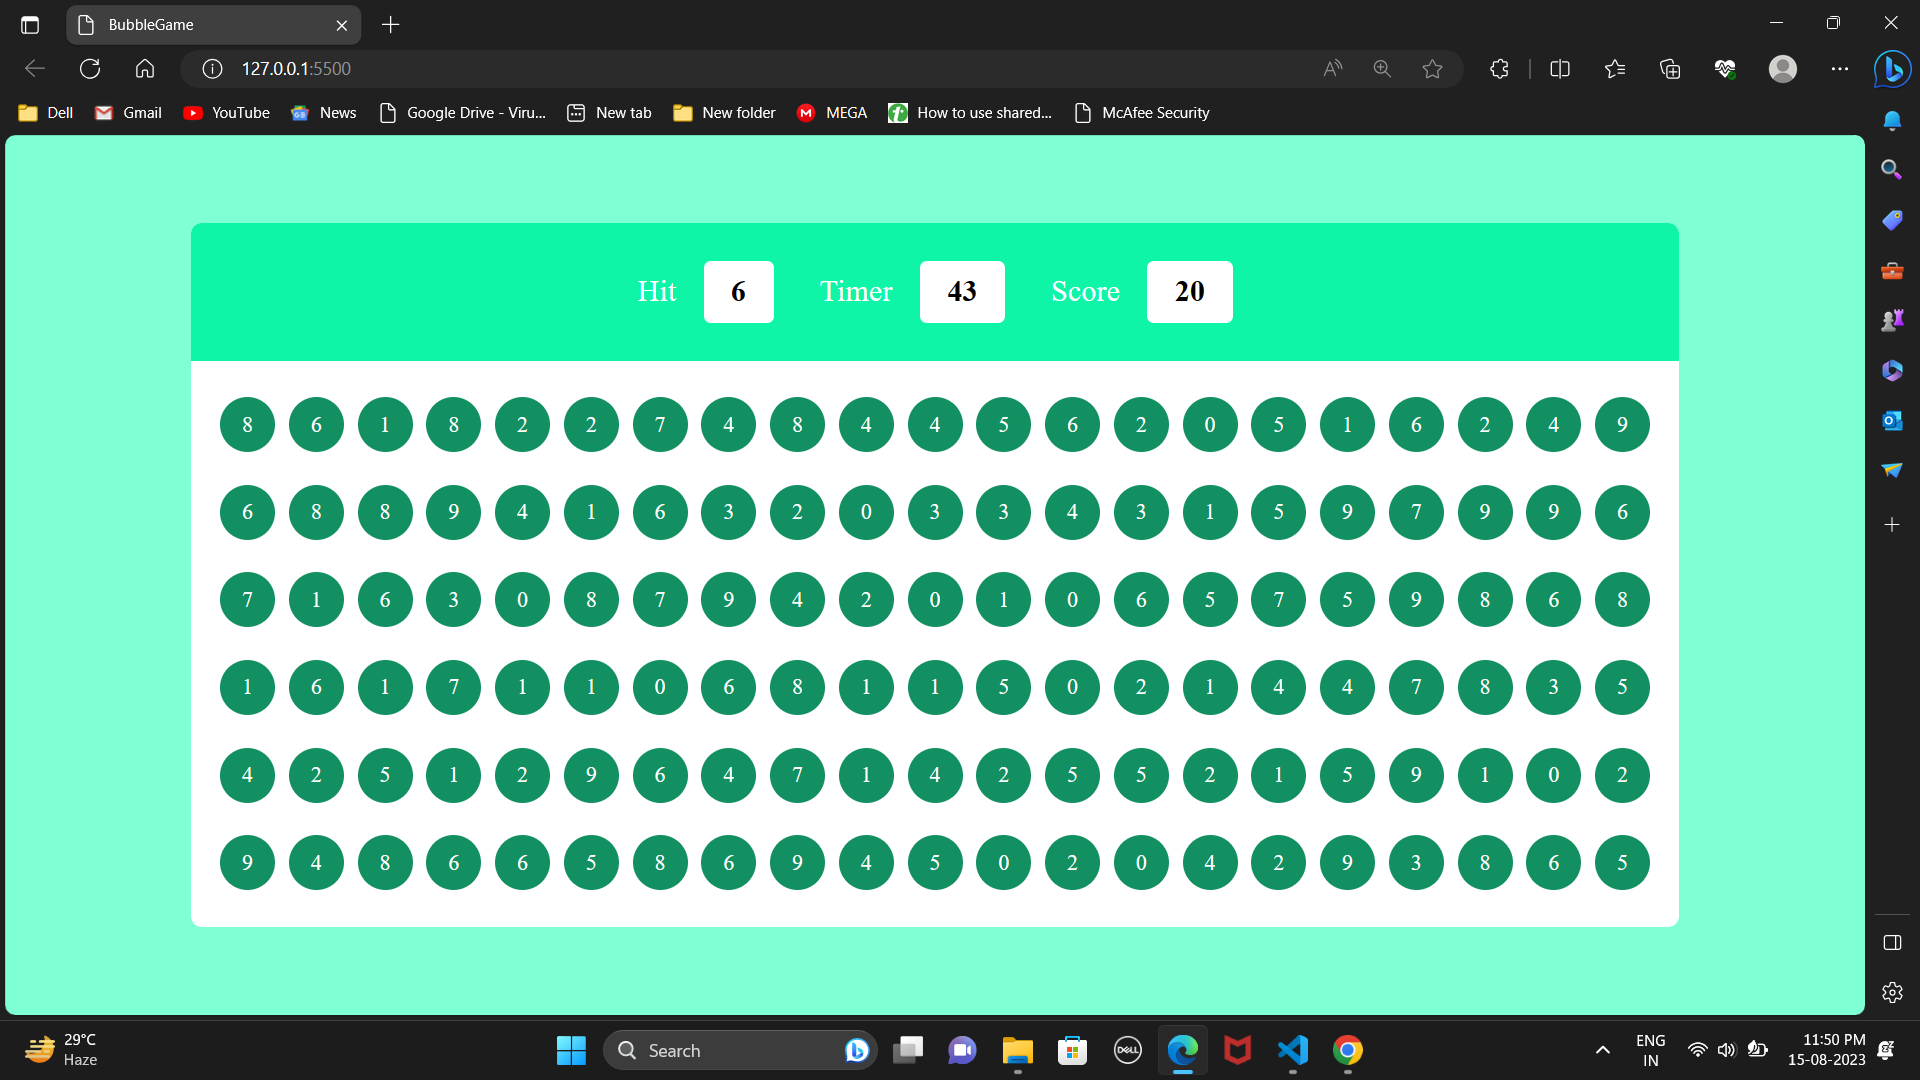 BubbleGame
127.0.0.1:5500
Dell Gmail YouTube News Google Drive - Viru... New tab New folder MEGA How to use shared... McAfee Security
Hit 6 Timer 43 Score 20
8 6 1 8 2 2 7 4 8 4 4 5 6 2 0 5 1 6 2 4 9
6 8 8 9 4 1 6 3 2 0 3 3 4 3 1 5 9 7 9 9 6
7 1 6 3 0 8 7 9 4 2 0 1 0 6 5 7 5 9 8 6 8
1 6 1 7 1 1 0 6 8 1 1 5 0 2 1 4 4 7 8 3 5
4 2 5 1 2 9 6 4 7 1 4 2 5 5 2 1 5 9 1 0 2
9 4 8 6 6 5 8 6 9 4 5 0 2 0 4 2 9 3 8 6 5
29°C
Haze
Search
DELL
ENG
IN
11:50 PM
15-08-2023